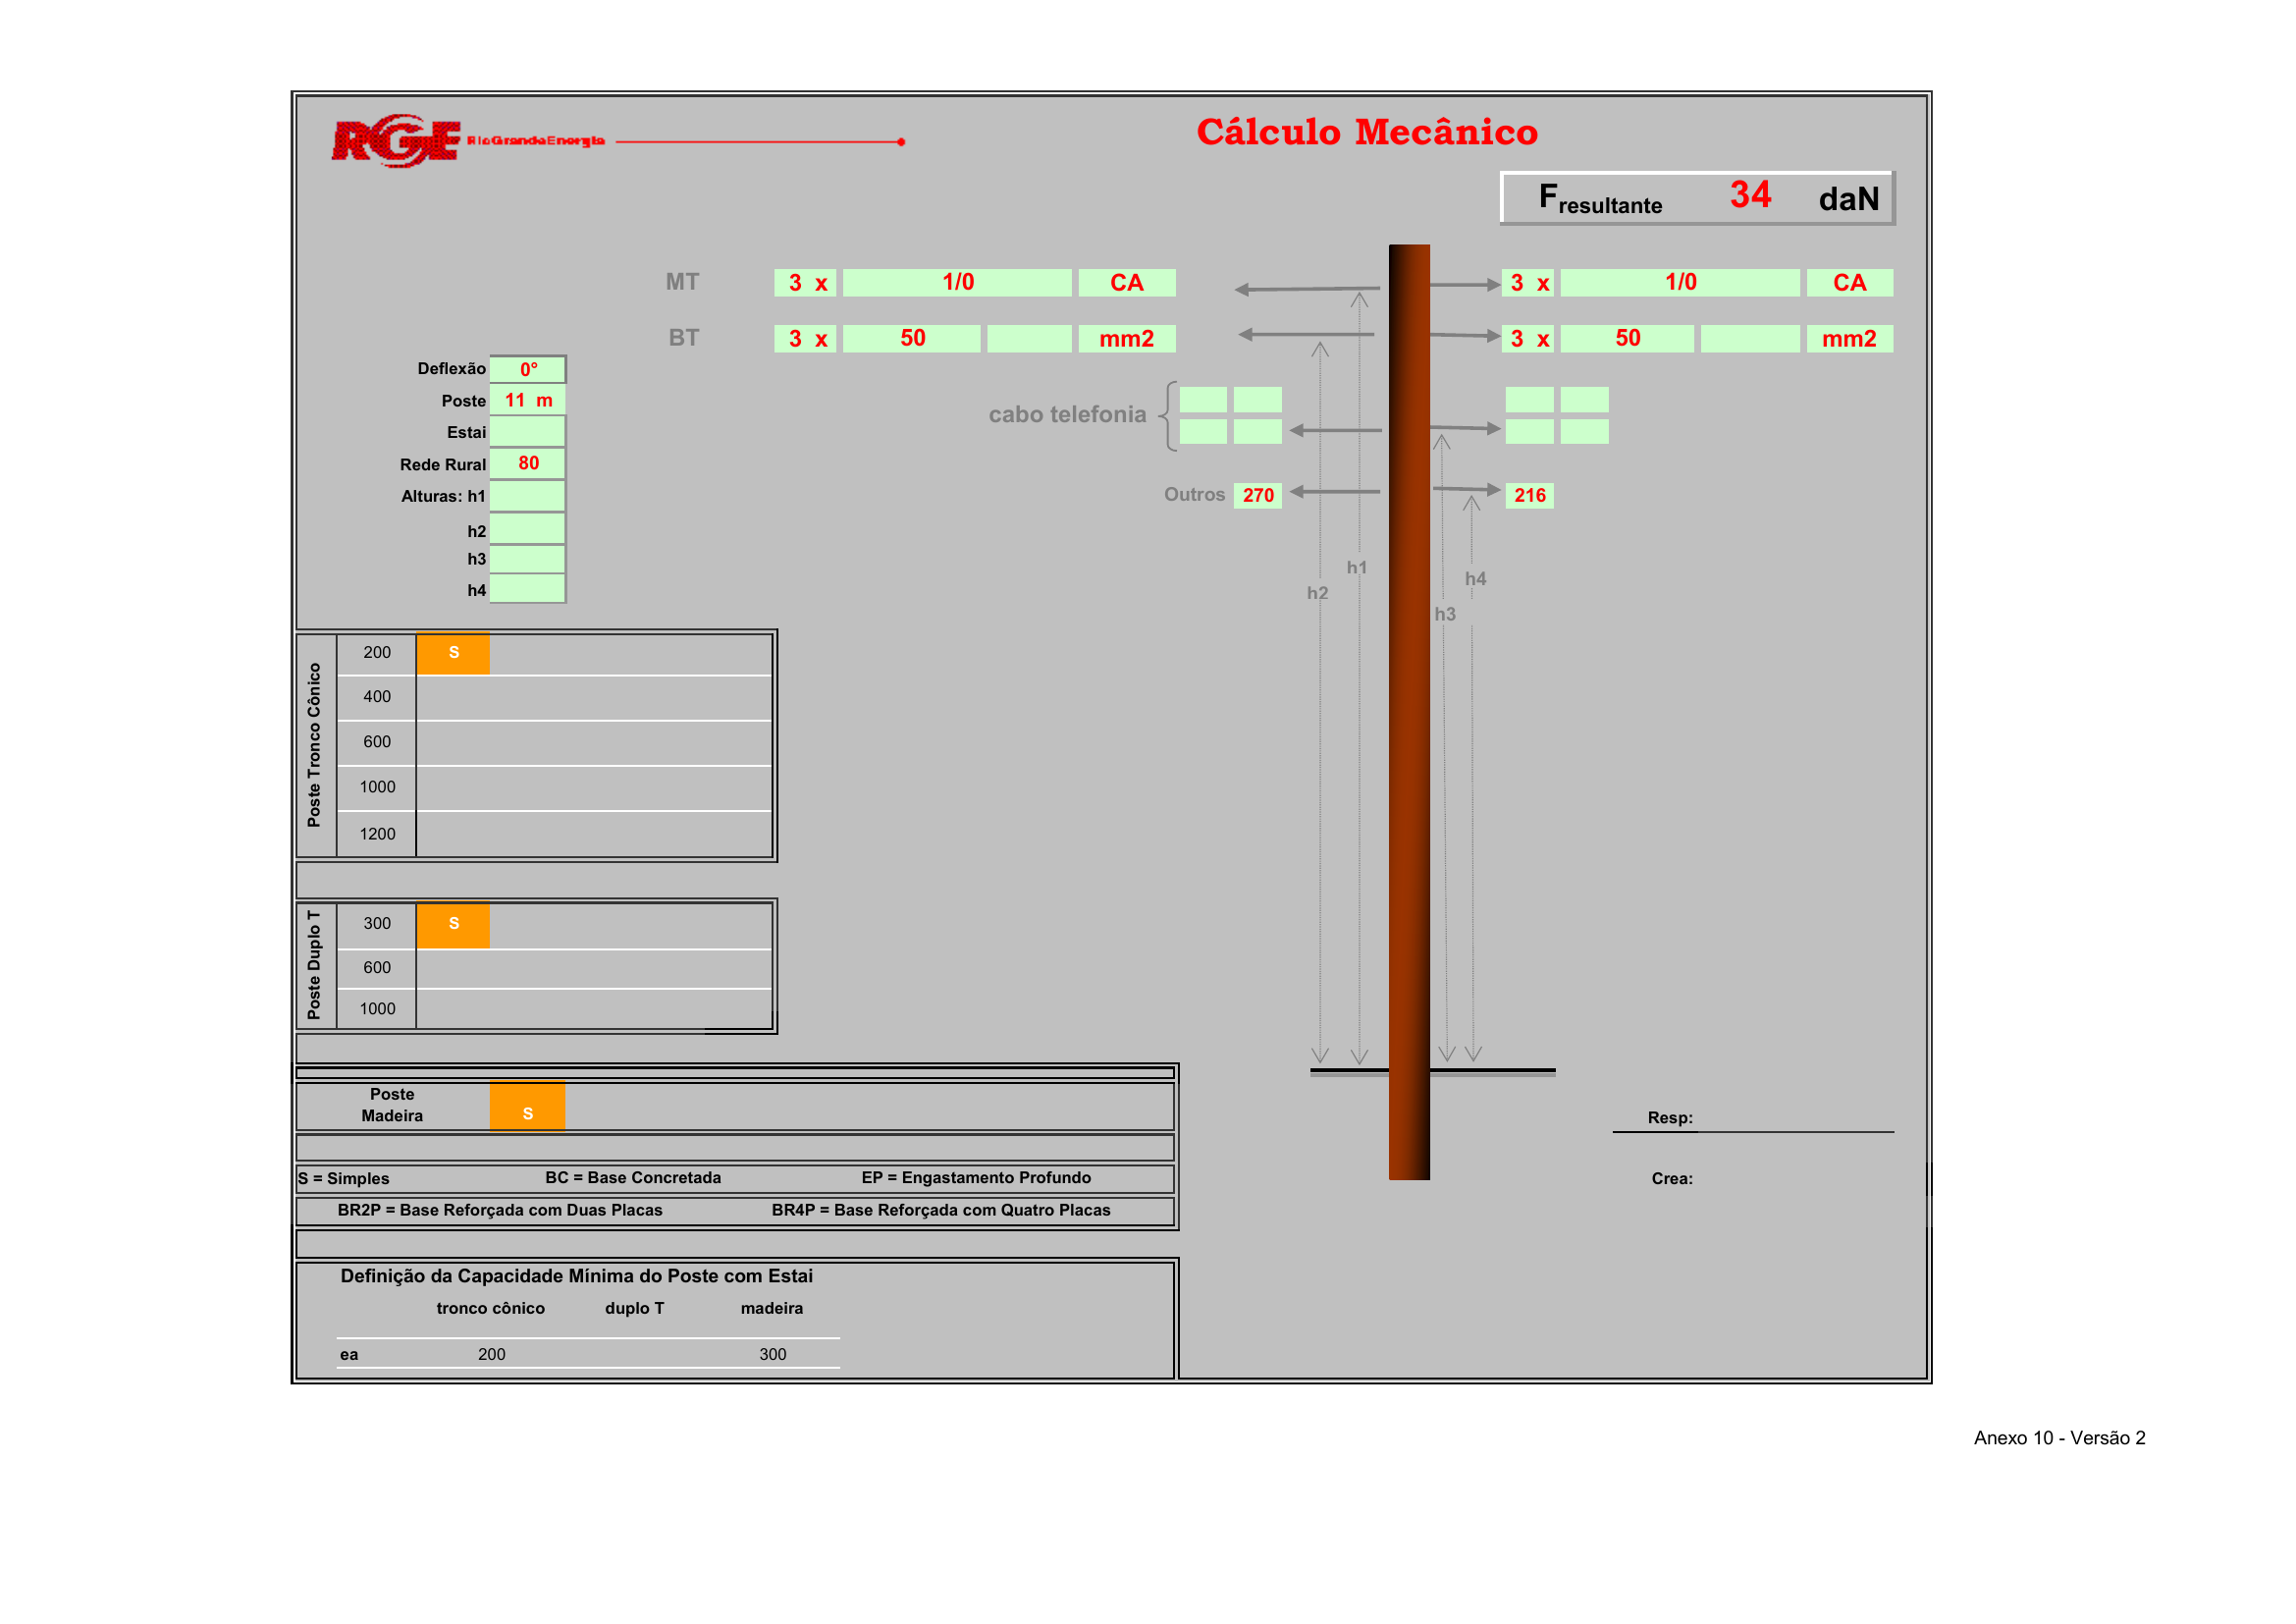 RGE RioGrandeEnergia
Cálculo Mecânico
Fresultante 34 daN
MT 3 x 1/0 CA 3 x 1/0 CA
BT 3 x 50 mm2 3 x 50 mm2
Deflexão 0°
Poste 11 m
Estai
Rede Rural 80
Alturas: h1
h2
h3
h4
cabo telefonia
Outros 270 216
h1
h2
h4
h3
Poste Tronco Cônico
200 S
400
600
1000
1200
Poste Duplo T
300 S
600
1000
Poste
Madeira
S
Resp:
Crea:
S = Simples BC = Base Concretada EP = Engastamento Profundo
BR2P = Base Reforçada com Duas Placas BR4P = Base Reforçada com Quatro Placas
Definição da Capacidade Mínima do Poste com Estai
tronco cônico duplo T madeira
ea 200 300
Anexo 10 - Versão 2